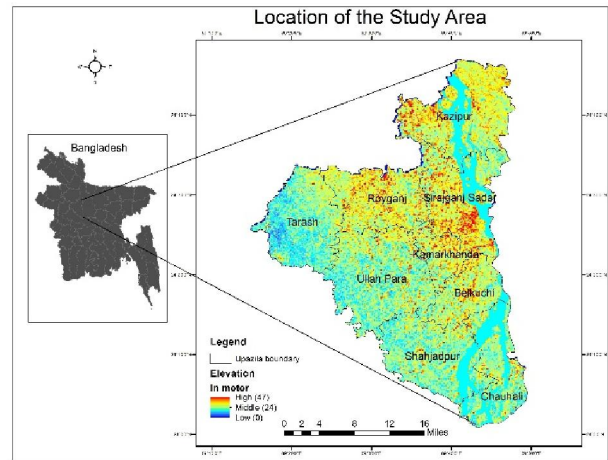 Location of the Study Area
N
Bangladesh
Kazipur
Sirajganj Sadar
Royganj
Tarash
Kamarkhanda
Ullah Para
Belkuchi
Shahjadpur
Chauhali
Legend
Upazila boundary
Elevation
In meter
High (47)
Middle (24)
Low (0)
0 2 4 8 12 16
Miles